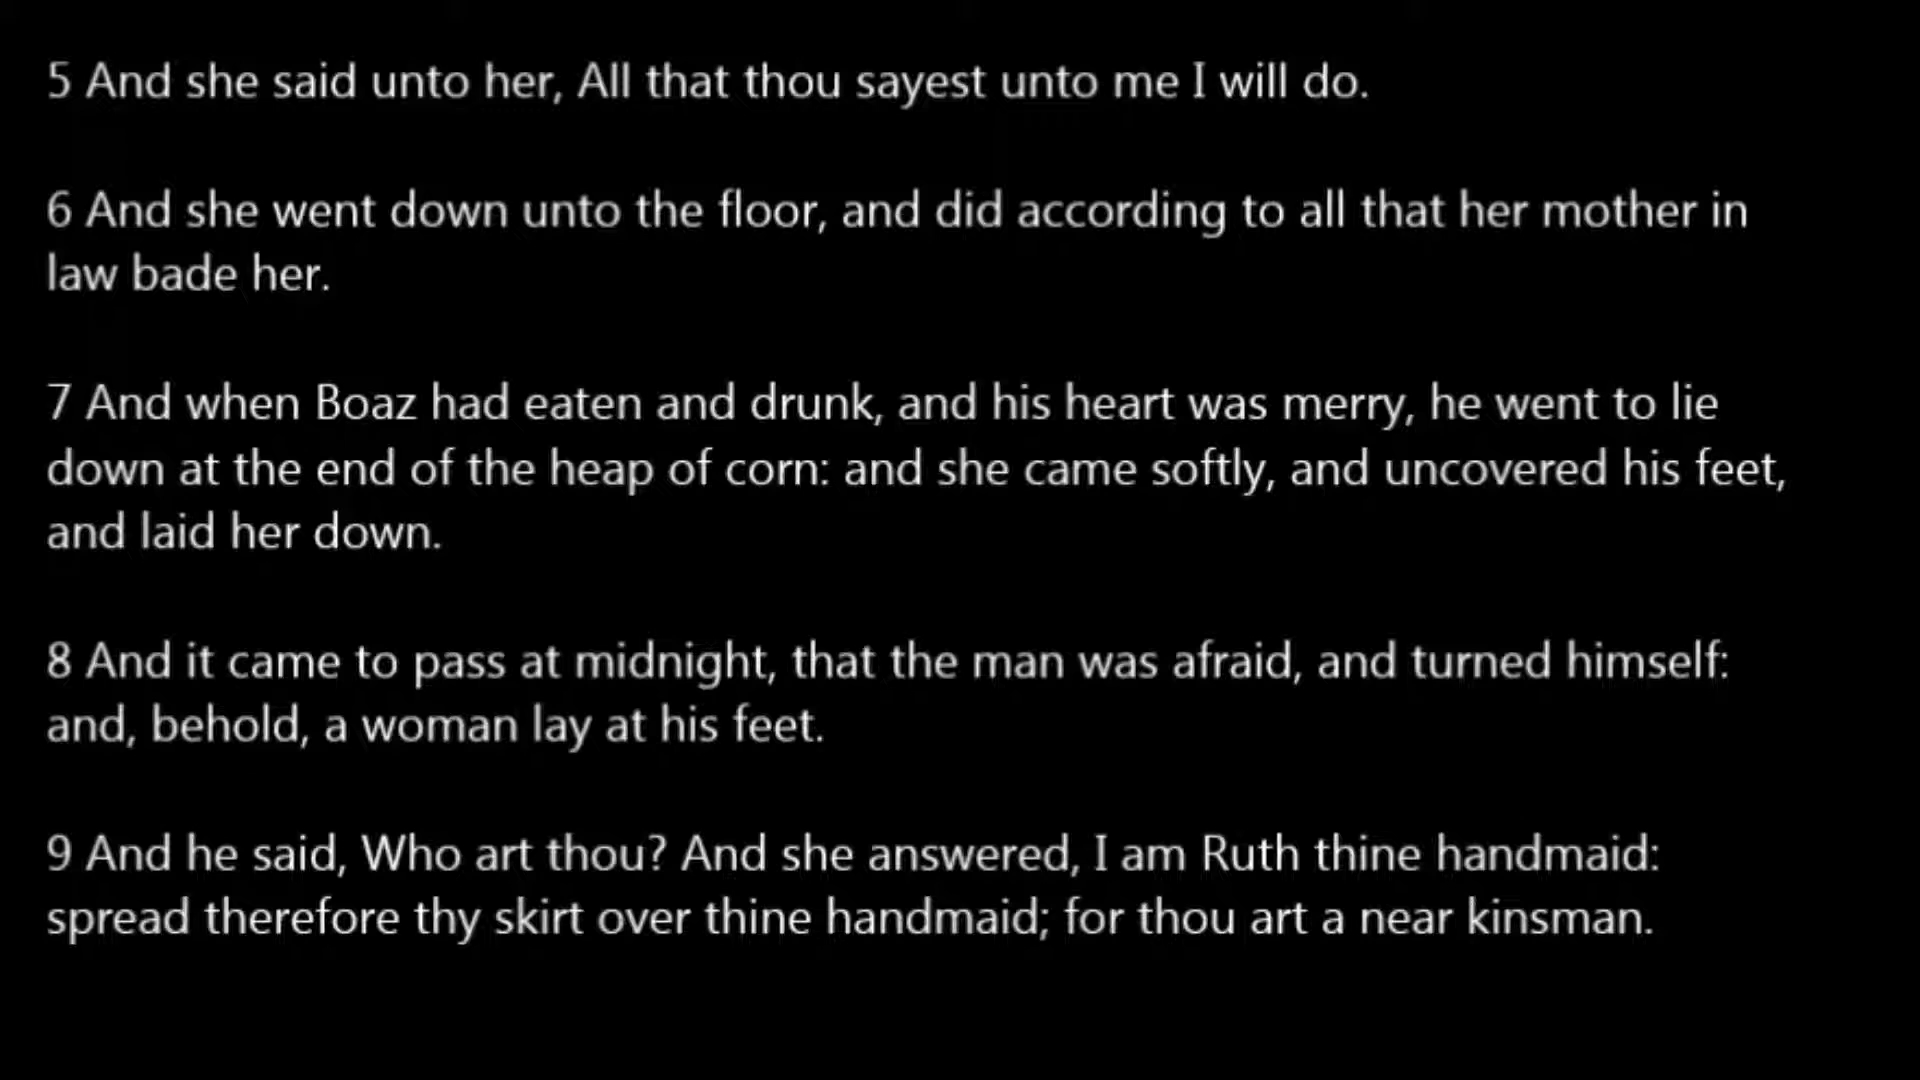 5 And she said unto her, All that thou sayest unto me I will do.
6 And she went down unto the floor, and did according to all that her mother in
law bade her.
7 And when Boaz had eaten and drunk, and his heart was merry, he went to lie
down at the end of the heap of corn: and she came softly, and uncovered his feet,
and laid her down.
8 And it came to pass at midnight, that the man was afraid, and turned himself:
and, behold, a woman lay at his feet.
9 And he said, Who art thou? And she answered, I am Ruth thine handmaid:
spread therefore thy skirt over thine handmaid; for thou art a near kinsman.